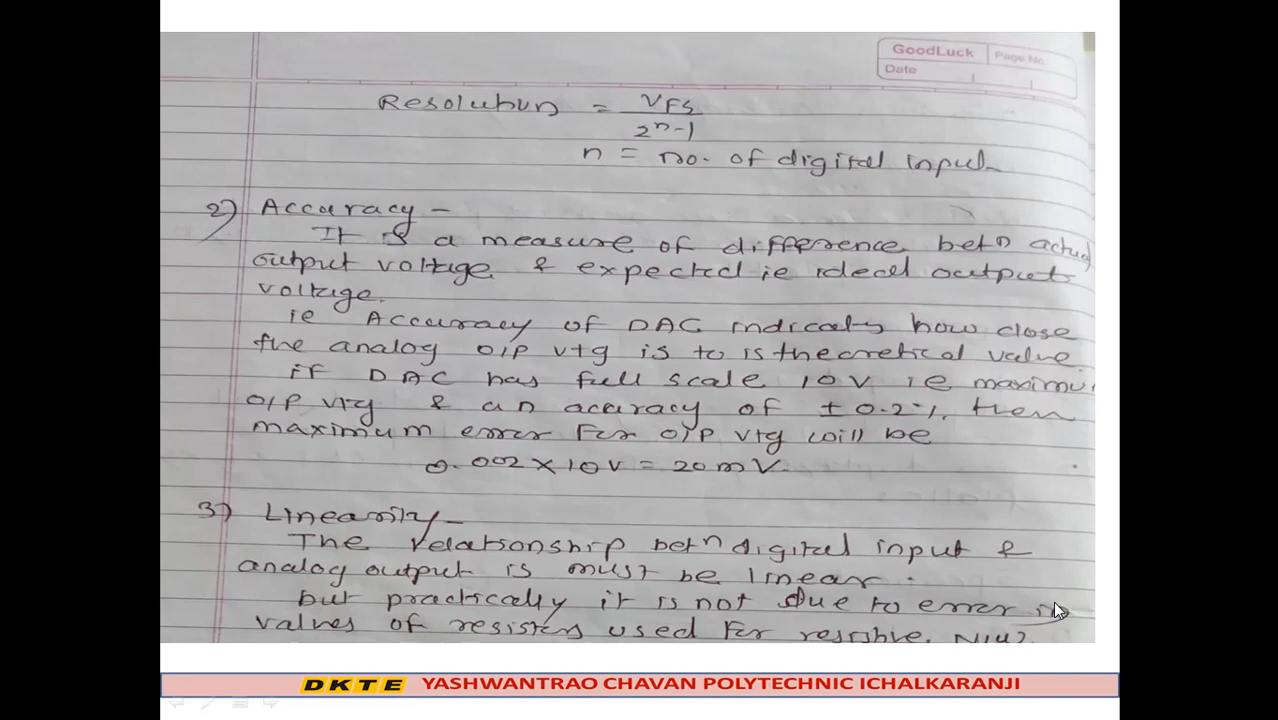 GoodLuck Page No.
Date
Resolution = VFS / 2^n-1
n = no. of digital input
2) Accuracy -
It is a measure of difference betn actual
output voltage & expected ie ideal output
voltage.
ie Accuracy of DAC indicates how close
the analog O/P vtg is to is theoretical value.
if DAC has full scale 10V ie maximu
O/P vtg & an accuracy of ±0.2%, then
maximum error for O/P vtg will be
0.002 × 10V = 20mV.
3) Linearity -
The relationship betn digital input &
analog output is must be linear.
but practically it is not due to error in
values of resistors used for resistive
DKTE YASHWANTRAO CHAVAN POLYTECHNIC ICHALKARANJI